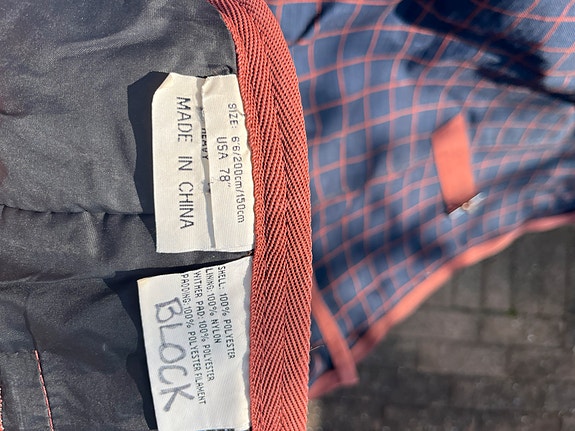 SIZE: 6'6/200cm/150cm
USA 78"
HEAVY
MADE IN CHINA
SHELL: 100% POLYESTER
LINING: 100% NYLON
WITHER PAD: 100% POLYESTER
PADDING: 100% POLYESTER FILAMENT
BLOCK